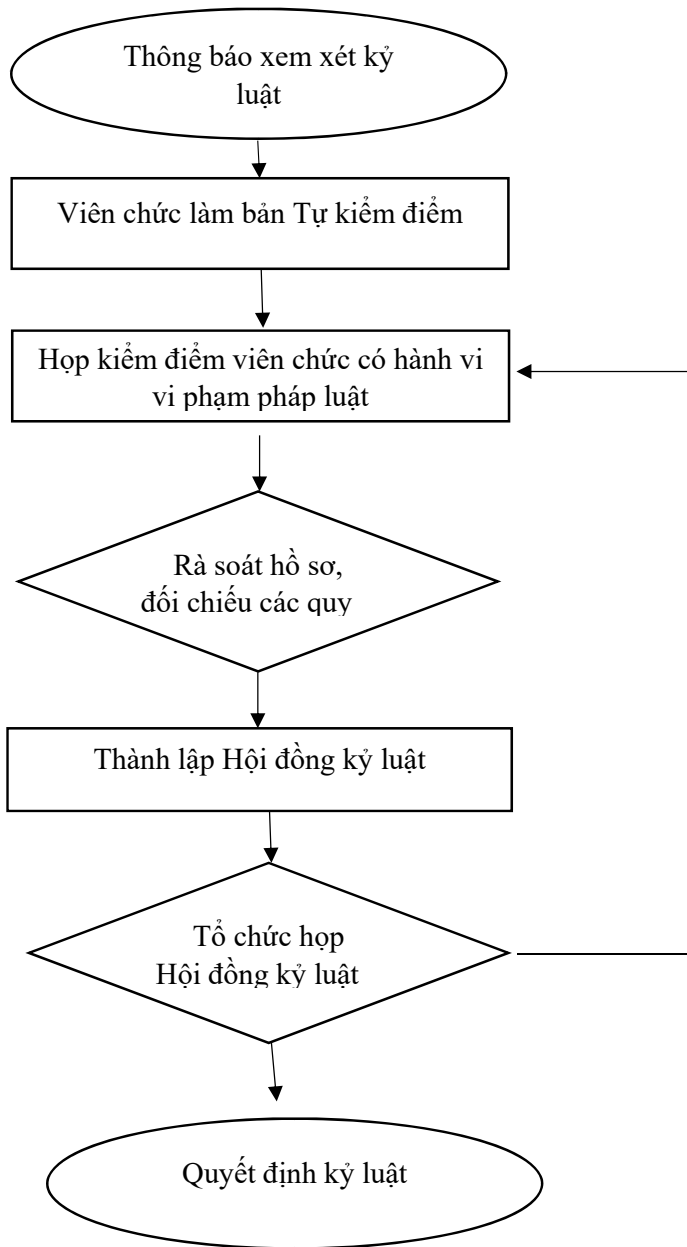 Thông báo xem xét kỷ
luật
Viên chức làm bản Tự kiểm điểm
Họp kiểm điểm viên chức có hành vi
vi phạm pháp luật
Rà soát hồ sơ,
đối chiếu các quy
Thành lập Hội đồng kỷ luật
Tổ chức họp
Hội đồng kỷ luật
Quyết định kỷ luật